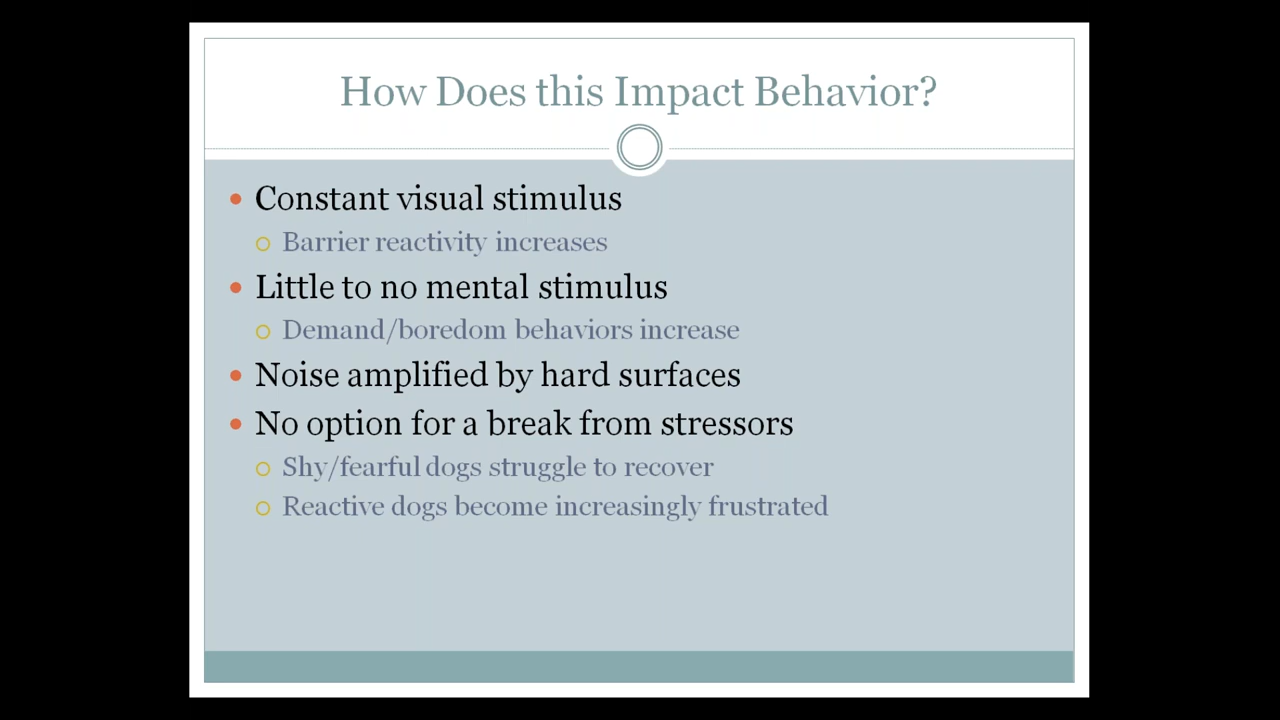 How Does this Impact Behavior?
Constant visual stimulus
Barrier reactivity increases
Little to no mental stimulus
Demand/boredom behaviors increase
Noise amplified by hard surfaces
No option for a break from stressors
Shy/fearful dogs struggle to recover
Reactive dogs become increasingly frustrated